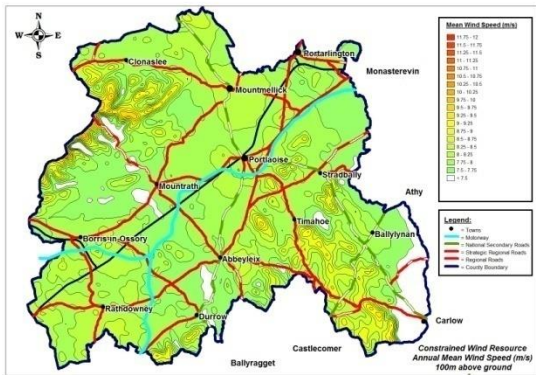 N
W E
S
Portarlington
Clonaslee
Monasterevin
Mountmellick
Portlaoise
Stradbally
Mountrath
Athy
Timahoe
Ballylynan
Borris in Ossory
Abbeyleix
Rathdowney
Durrow
Carlow
Castlecomer
Ballyragget
Mean Wind Speed (m/s)
11.75 - 12
11.5 - 11.75
11.25 - 11.5
11 - 11.25
10.75 - 11
10.5 - 10.75
10.25 - 10.5
10 - 10.25
9.75 - 10
9.5 - 9.75
9.25 - 9.5
9 - 9.25
8.75 - 9
8.5 - 8.75
8.25 - 8.5
8 - 8.25
7.75 - 8
7.5 - 7.75
< 7.5
Legend:
= Towns
= Motorway
= National Secondary Roads
= Strategic Regional Roads
= Regional Roads
= County Boundary
Constrained Wind Resource
Annual Mean Wind Speed (m/s)
100m above ground